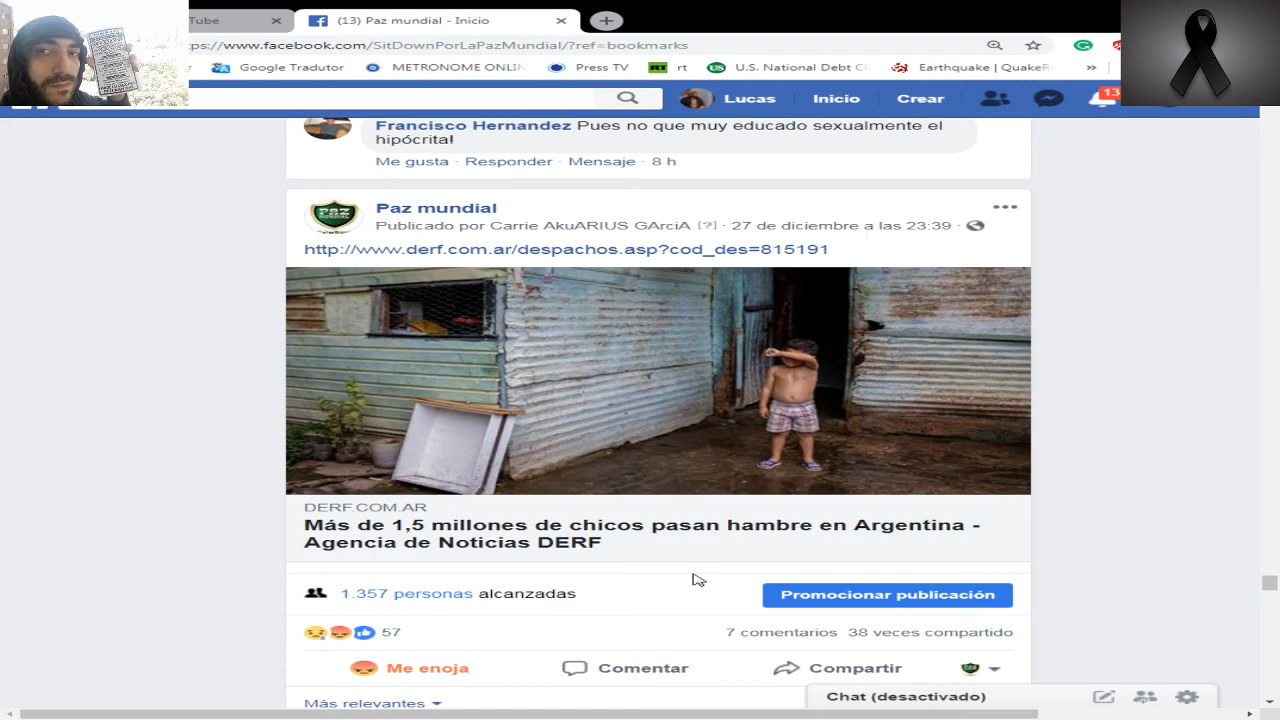 Tube
(13) Paz mundial - Inicio
ps://www.facebook.com/SitDownPorLaPazMundial/?ref=bookmarks
Google Tradutor
METRONOME ONLIN
Press TV
RT
rt
US
U.S. National Debt Cl
Earthquake | QuakeR
»
Lucas
Inicio
Crear
13
Francisco Hernandez Pues no que muy educado sexualmente el
hipócrita!
Me gusta · Responder · Mensaje · 8 h
PAZ
MUNDIAL
Paz mundial
Publicado por Carrie AkuARIUS GArciA [?] · 27 de diciembre a las 23:39 ·
http://www.derf.com.ar/despachos.asp?cod_des=815191
DERF.COM.AR
Más de 1,5 millones de chicos pasan hambre en Argentina -
Agencia de Noticias DERF
1.357 personas alcanzadas
Promocionar publicación
57
7 comentarios 38 veces compartido
Me enoja
Comentar
Compartir
Más relevantes
Chat (desactivado)